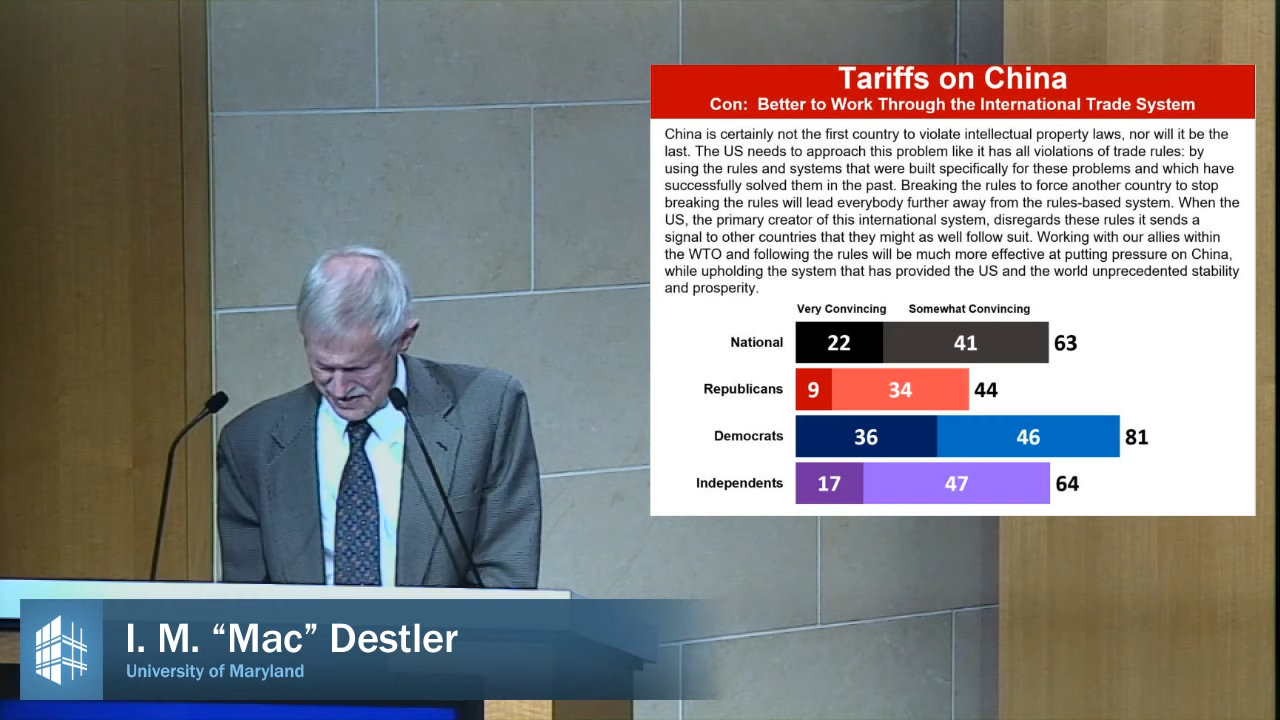 Tariffs on China
Con: Better to Work Through the International Trade System
China is certainly not the first country to violate intellectual property laws, nor will it be the
last. The US needs to approach this problem like it has all violations of trade rules: by
using the rules and systems that were built specifically for these problems and which have
successfully solved them in the past. Breaking the rules to force another country to stop
breaking the rules will lead everybody further away from the rules-based system. When the
US, the primary creator of this international system, disregards these rules it sends a
signal to other countries that they might as well follow suit. Working with our allies within
the WTO and following the rules will be much more effective at putting pressure on China,
while upholding the system that has provided the US and the world unprecedented stability
and prosperity.
Very Convincing Somewhat Convincing
National 22 41 63
Republicans 9 34 44
Democrats 36 46 81
Independents 17 47 64
I. M. “Mac” Destler
University of Maryland